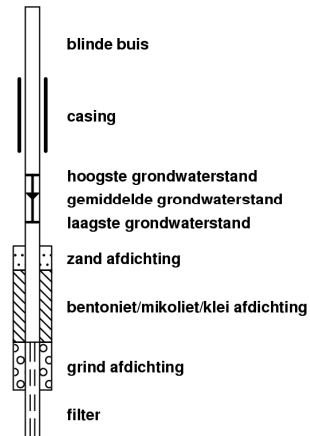 blinde buis
casing
hoogste grondwaterstand
gemiddelde grondwaterstand
laagste grondwaterstand
zand afdichting
bentoniet/mikoliet/klei afdichting
grind afdichting
filter